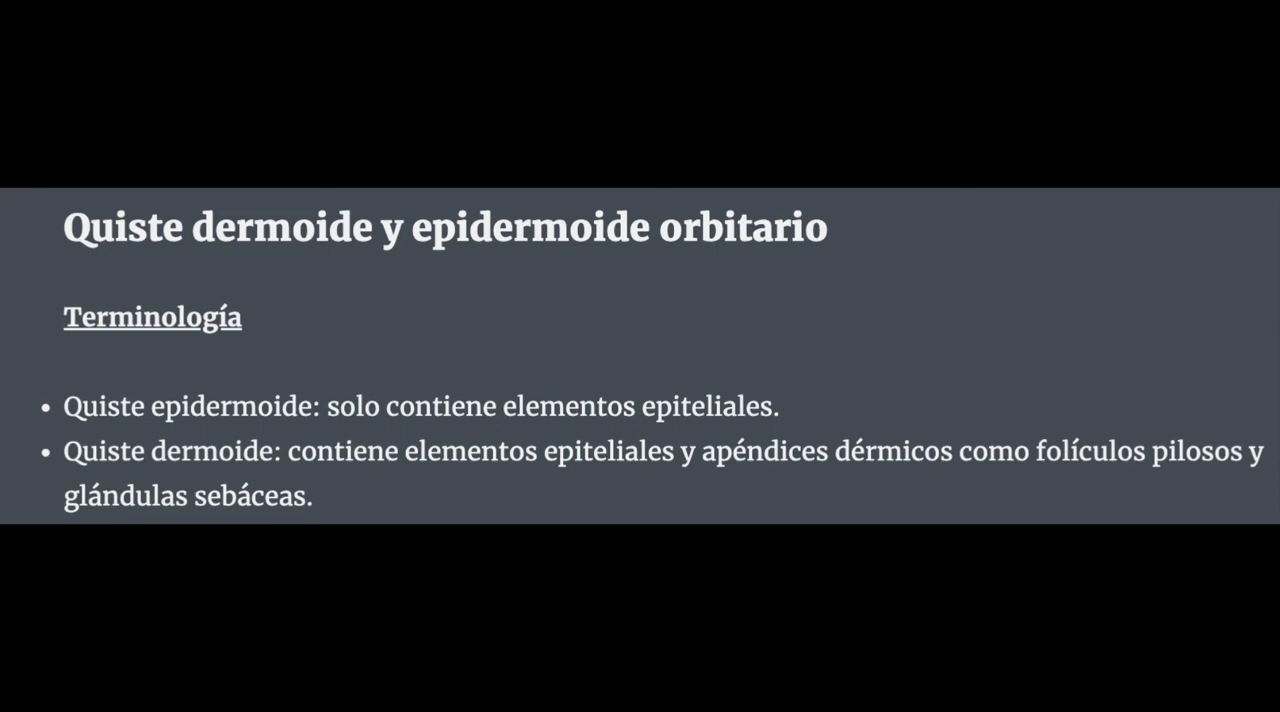 Quiste dermoide y epidermoide orbitario
Terminología
• Quiste epidermoide: solo contiene elementos epiteliales.
• Quiste dermoide: contiene elementos epiteliales y apéndices dérmicos como folículos pilosos y
glándulas sebáceas.